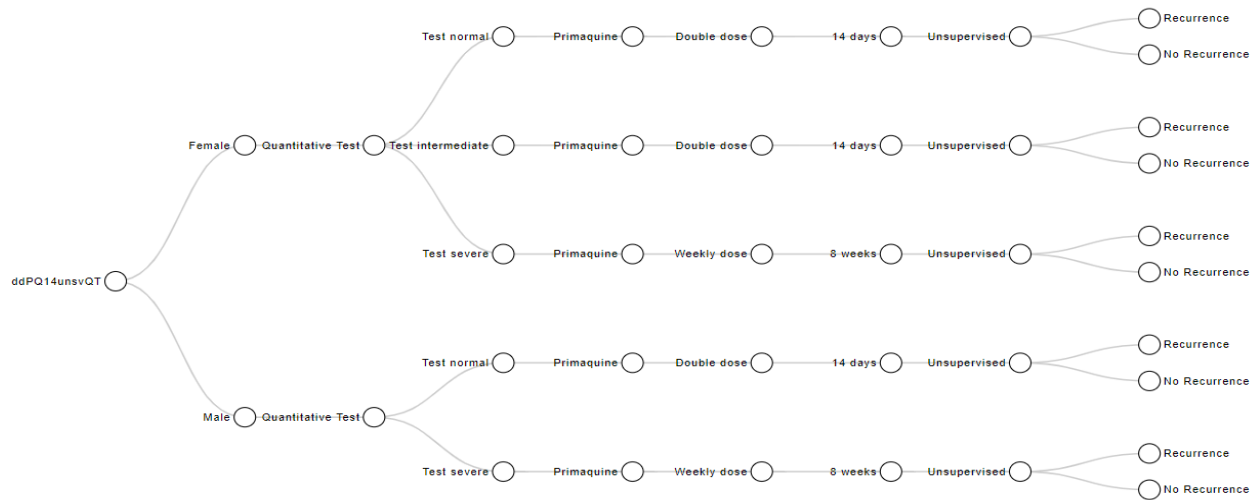 Recurrence
Test normal Primaquine Double dose 14 days Unsupervised
No Recurrence
Recurrence
Female Quantitative Test Test intermediate Primaquine Double dose 14 days Unsupervised
No Recurrence
Recurrence
Test severe Primaquine Weekly dose 8 weeks Unsupervised
No Recurrence
ddPQ14unsvQT
Recurrence
Test normal Primaquine Double dose 14 days Unsupervised
No Recurrence
Male Quantitative Test
Recurrence
Test severe Primaquine Weekly dose 8 weeks Unsupervised
No Recurrence